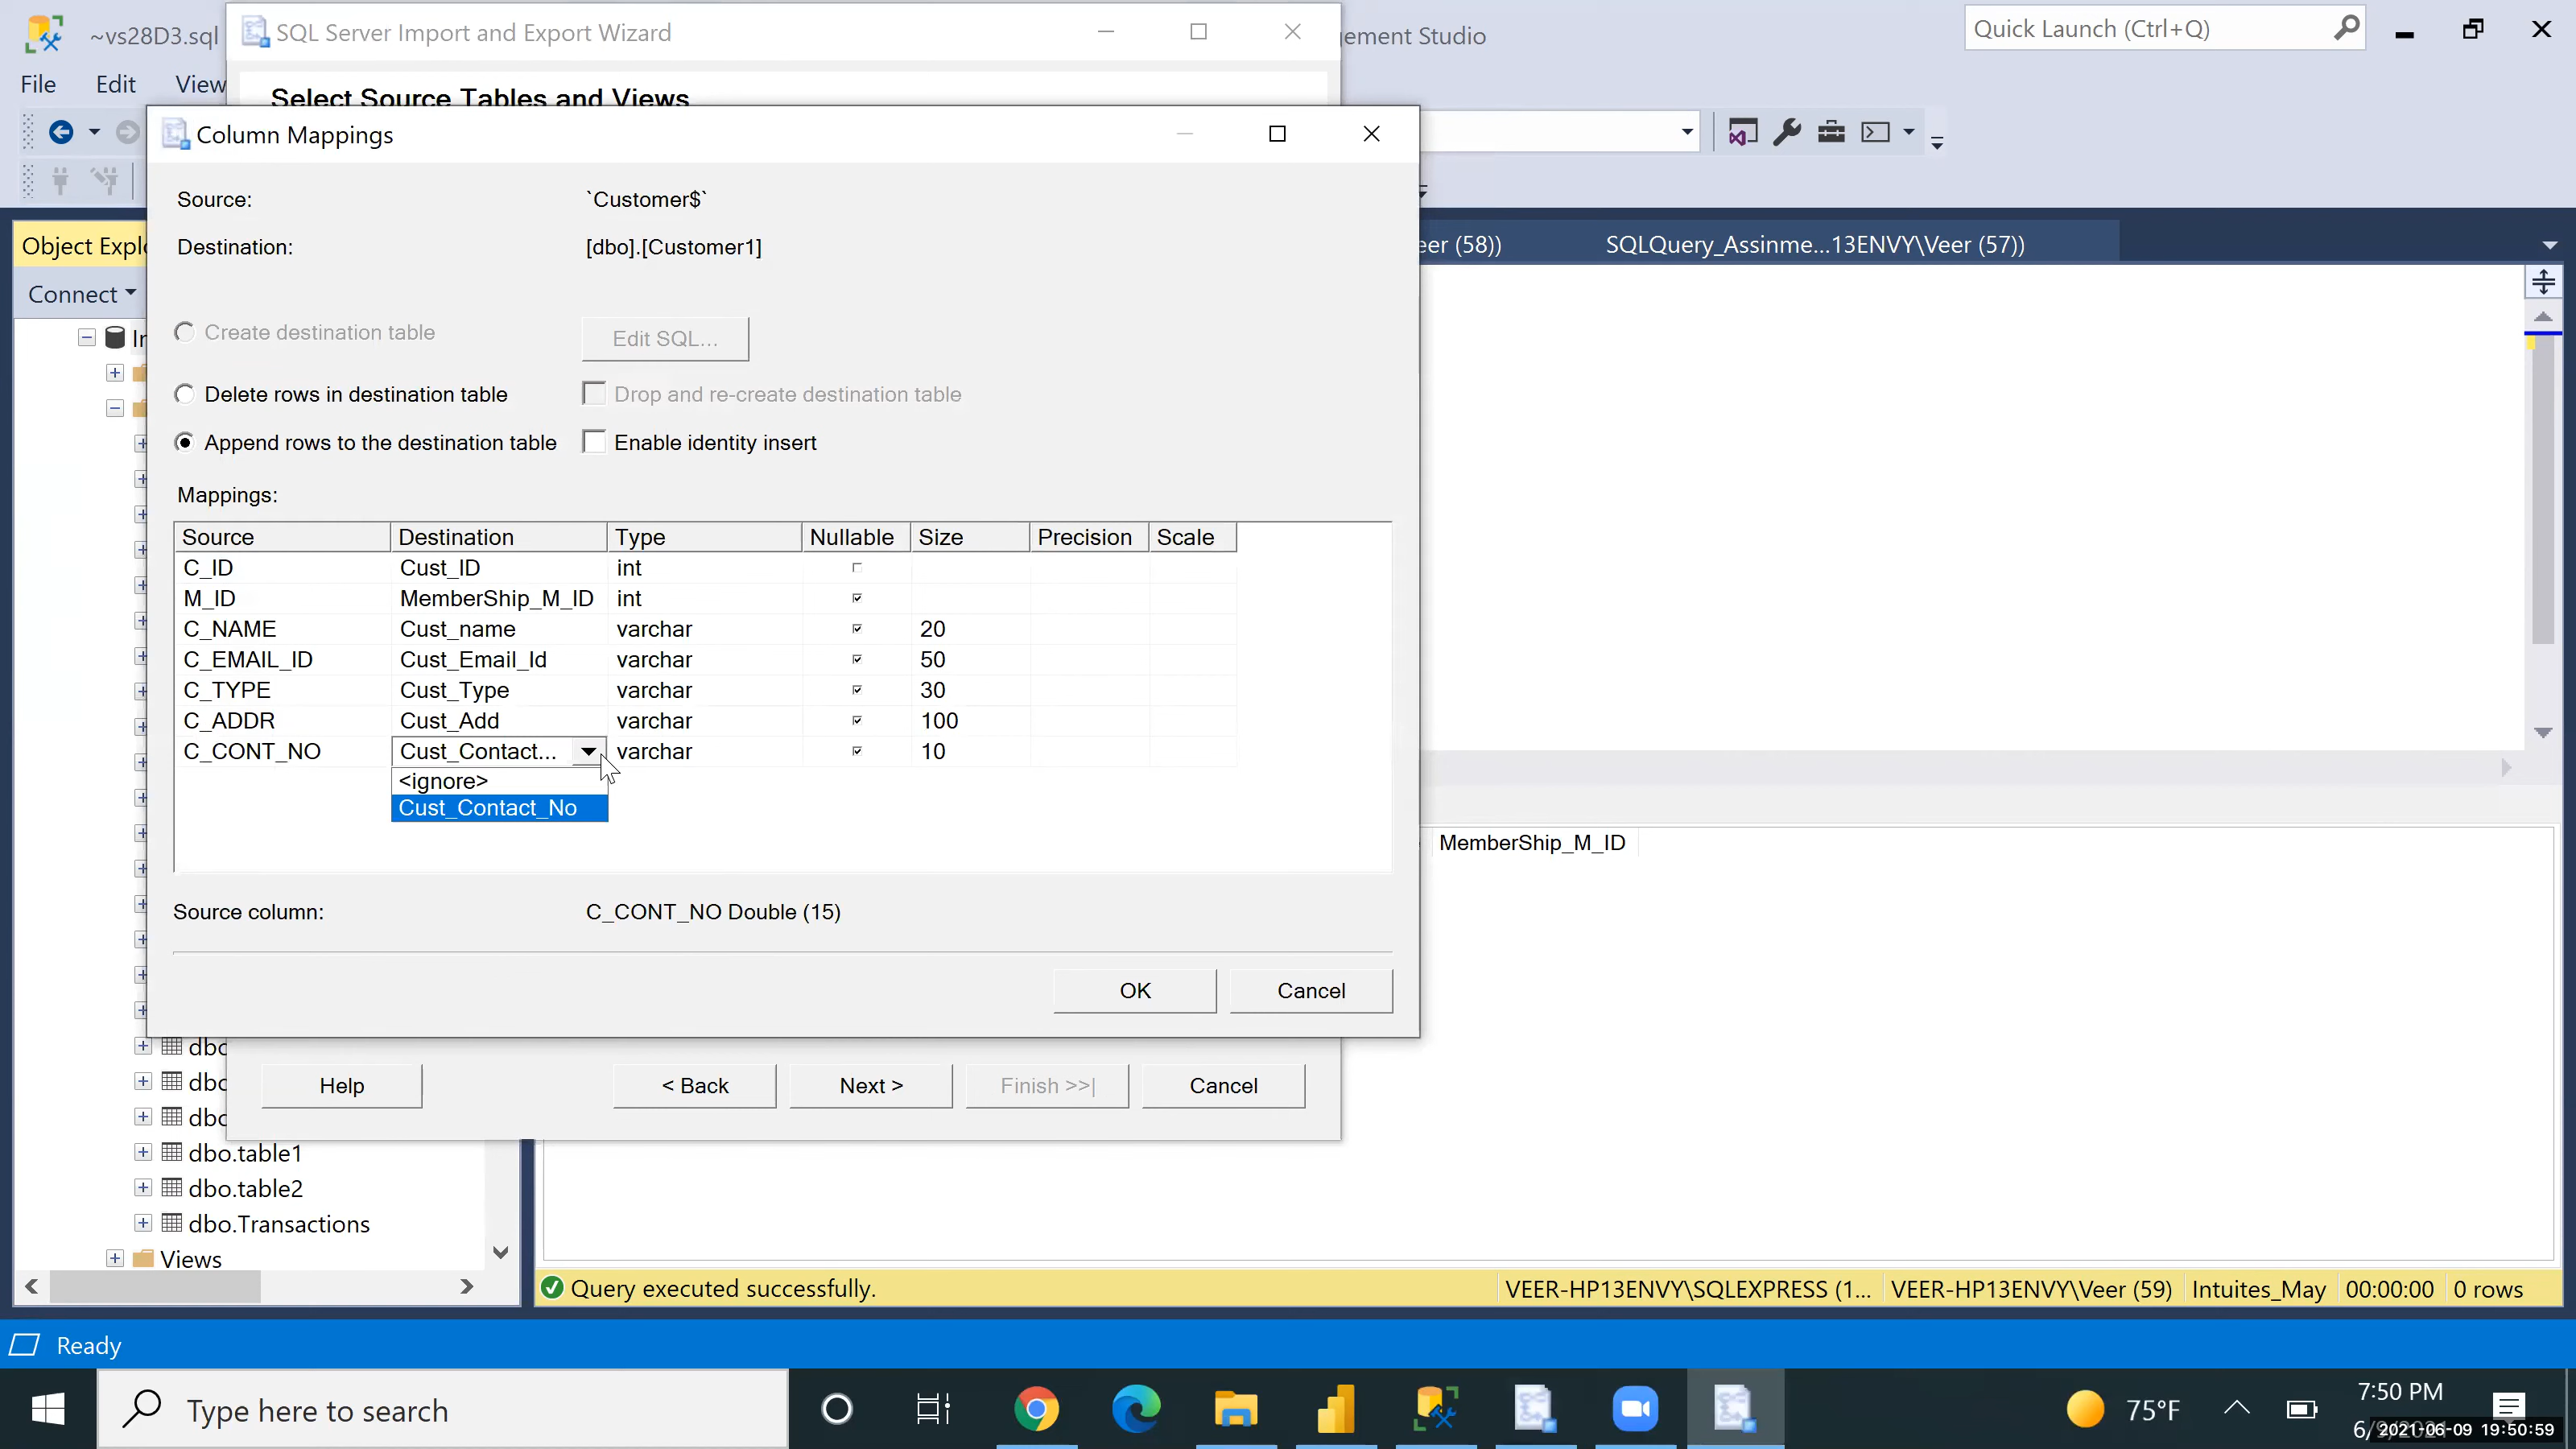 ~vs28D3.sql
SQL Server Import and Export Wizard
ement Studio
Quick Launch (Ctrl+Q)
File Edit View
Select Source Tables and Views
Column Mappings
Source: `Customer$`
Destination: [dbo].[Customer1]
Object Explo
eer (58))
SQLQuery_Assinme...13ENVY\Veer (57))
Connect
Create destination table
Edit SQL...
Delete rows in destination table
Drop and re-create destination table
Append rows to the destination table
Enable identity insert
Mappings:
Source Destination Type Nullable Size Precision Scale
C_ID Cust_ID int
M_ID MemberShip_M_ID int
C_NAME Cust_name varchar 20
C_EMAIL_ID Cust_Email_Id varchar 50
C_TYPE Cust_Type varchar 30
C_ADDR Cust_Add varchar 100
C_CONT_NO Cust_Contact... varchar 10
<ignore>
Cust_Contact_No
MemberShip_M_ID
Source column: C_CONT_NO Double (15)
OK Cancel
dbo
Help < Back Next > Finish >>| Cancel
dbo
dbo
dbo.table1
dbo.table2
dbo.Transactions
Views
Query executed successfully.
VEER-HP13ENVY\SQLEXPRESS (1... VEER-HP13ENVY\Veer (59) Intuites_May 00:00:00 0 rows
Ready
Type here to search
75°F
7:50 PM
2021-06-09 19:50:59